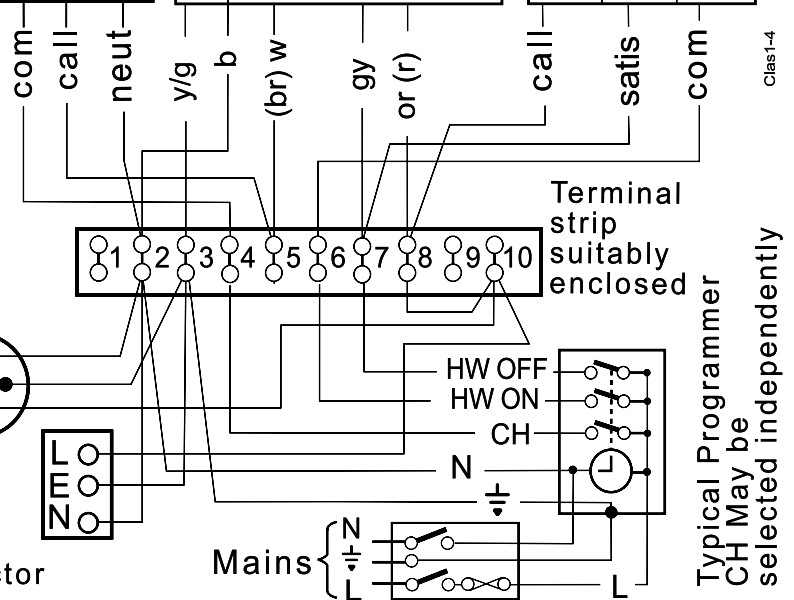 com
call
neut
y/g
b
(br) w
gy
or (r)
call
satis
com
Clas1-4
Terminal
strip
suitably
enclosed
1 2 3 4 5 6 7 8 9 10
HW OFF
HW ON
CH
N
L
E
N
Mains
N
L
L
ctor
Typical Programmer
CH May be
selected independently